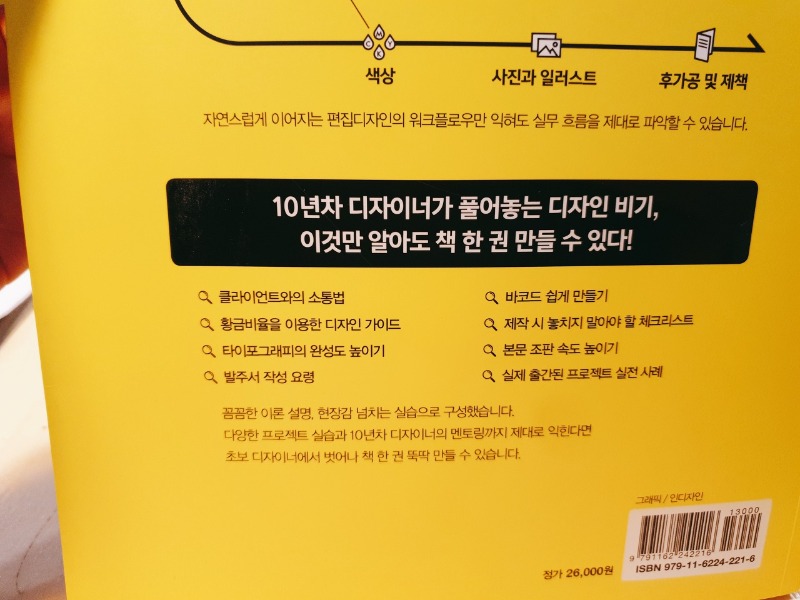 C M Y K
색상
사진과 일러스트
후가공 및 제책
자연스럽게 이어지는 편집디자인의 워크플로우만 익혀도 실무 흐름을 제대로 파악할 수 있습니다.
10년차 디자이너가 풀어놓는 디자인 비기,
이것만 알아도 책 한 권 만들 수 있다!
클라이언트와의 소통법
황금비율을 이용한 디자인 가이드
타이포그래피의 완성도 높이기
발주서 작성 요령
바코드 쉽게 만들기
제작 시 놓치지 말아야 할 체크리스트
본문 조판 속도 높이기
실제 출간된 프로젝트 실전 사례
꼼꼼한 이론 설명, 현장감 넘치는 실습으로 구성했습니다.
다양한 프로젝트 실습과 10년차 디자이너의 멘토링까지 제대로 익힌다면
초보 디자이너에서 벗어나 책 한 권 뚝딱 만들 수 있습니다.
그래픽 / 인디자인
13000
9 791162 242216
정가 26,000원
ISBN 979-11-6224-221-6